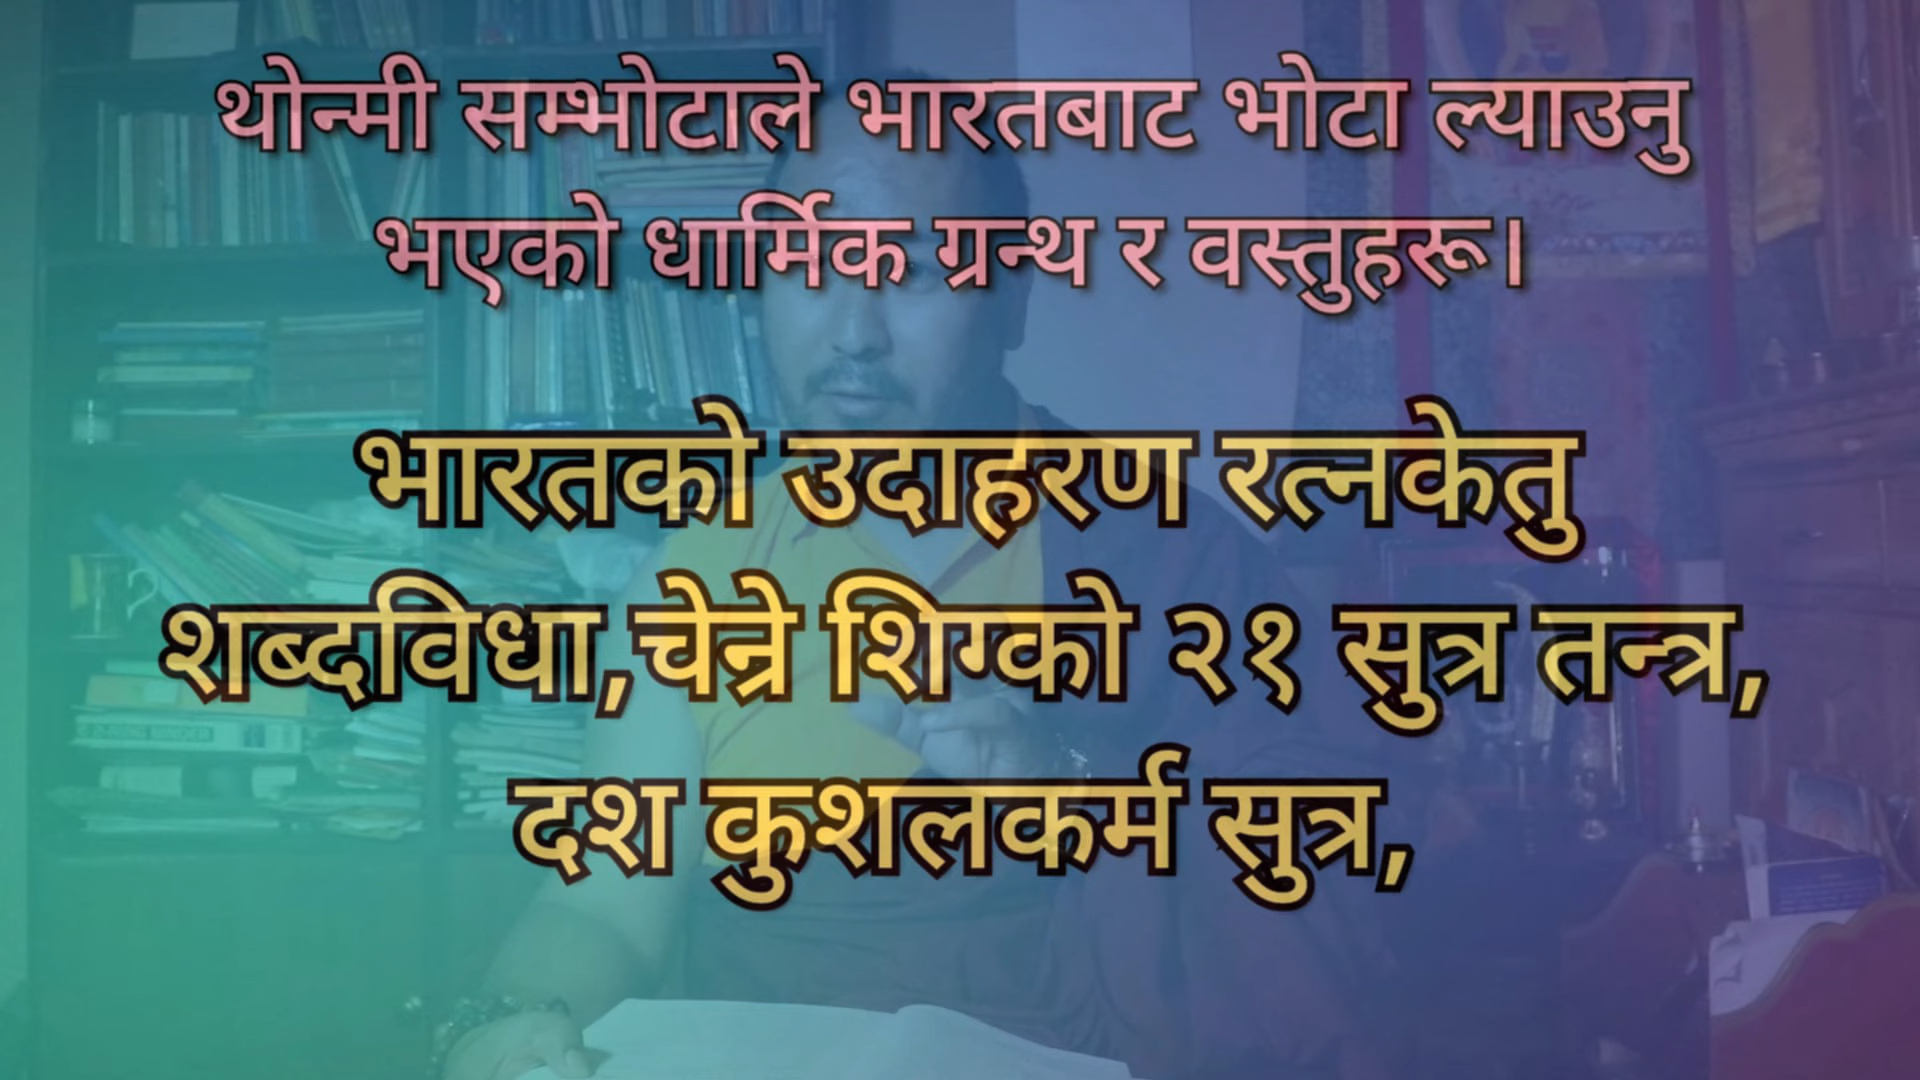 थोन्मी सम्भोटाले भारतबाट भोटा ल्याउनु
भएको धार्मिक ग्रन्थ र वस्तुहरू।
भारतको उदाहरण रत्नकेतु
शब्दविधा,चेन्रे शिग्को २१ सुत्र तन्त्र,
दश कुशलकर्म सुत्र,